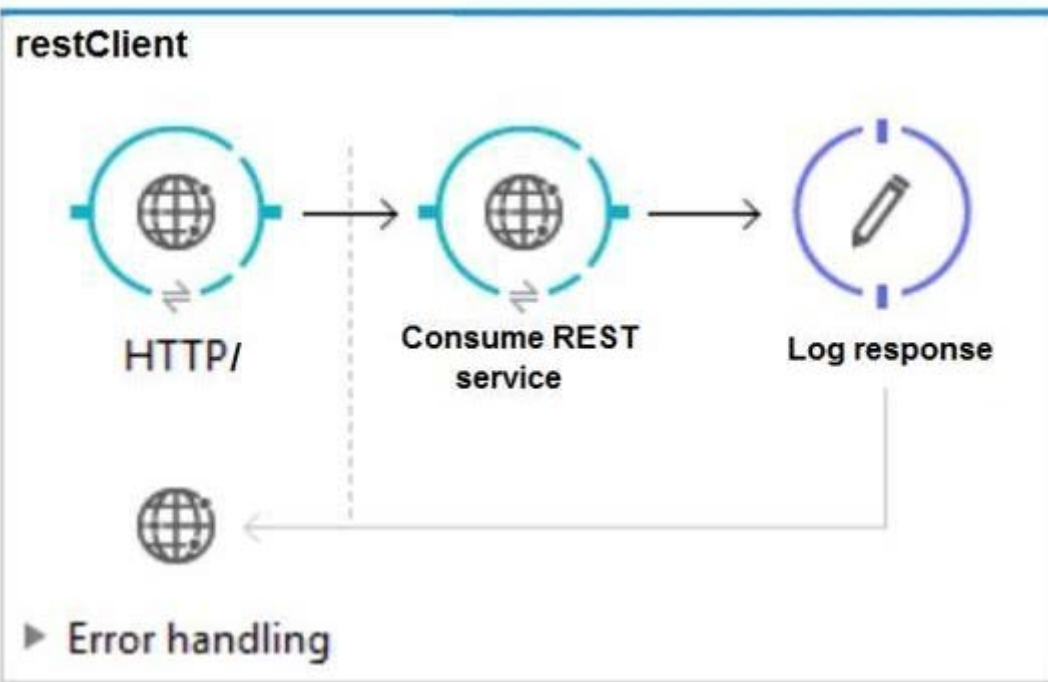 restClient
HTTP/
Consume REST
service
Log response
Error handling